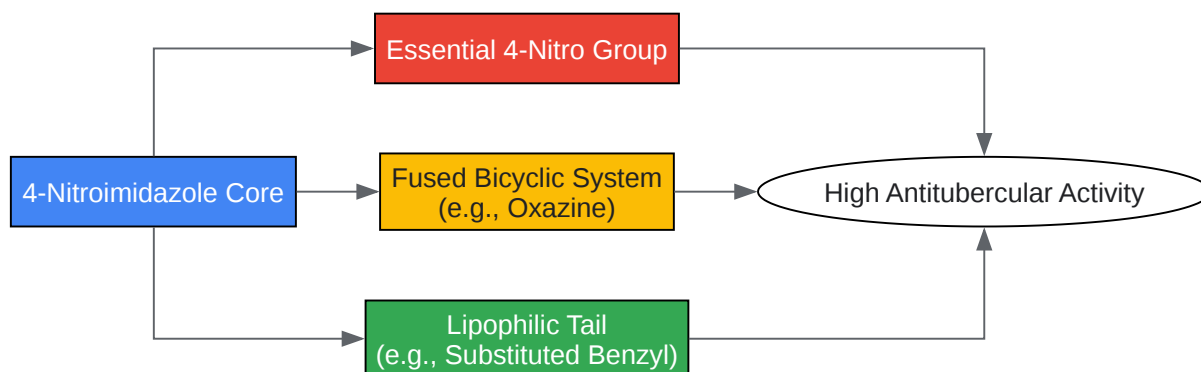 Essential 4-Nitro Group
4-Nitroimidazole Core
Fused Bicyclic System
(e.g., Oxazine)
High Antitubercular Activity
Lipophilic Tail
(e.g., Substituted Benzyl)